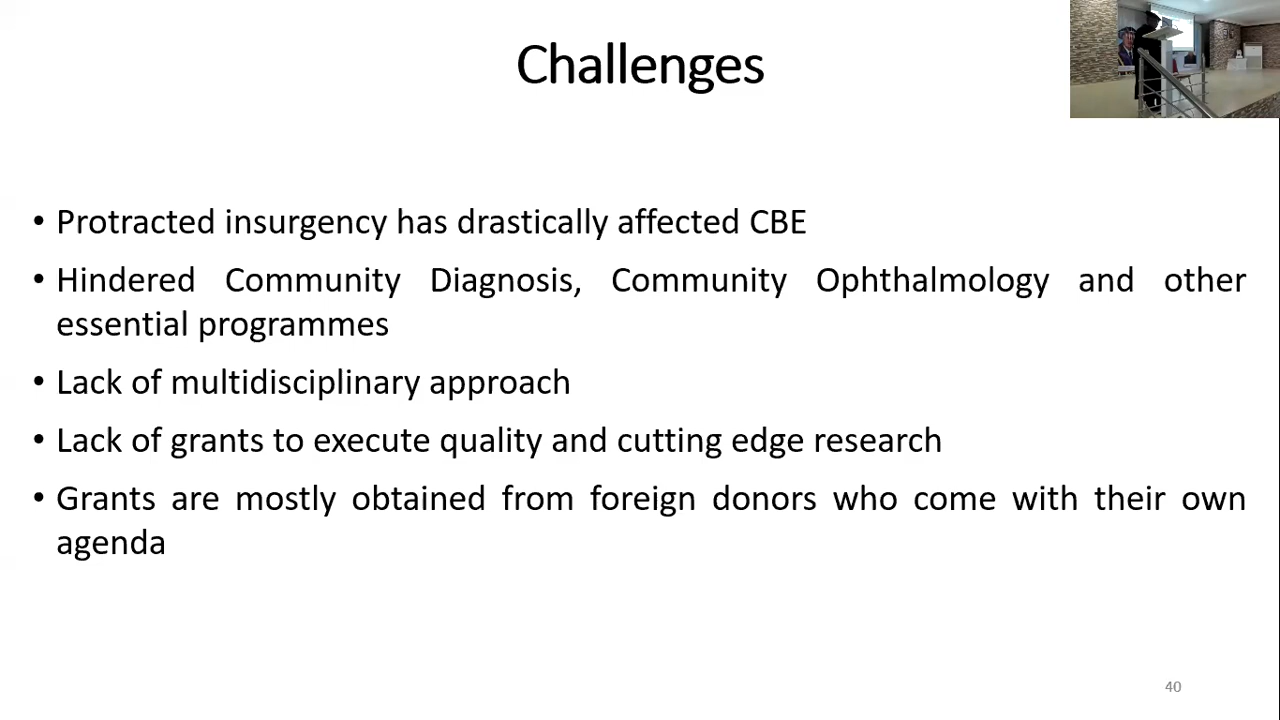 Challenges
• Protracted insurgency has drastically affected CBE
• Hindered Community Diagnosis, Community Ophthalmology and other
essential programmes
• Lack of multidisciplinary approach
• Lack of grants to execute quality and cutting edge research
• Grants are mostly obtained from foreign donors who come with their own
agenda
40